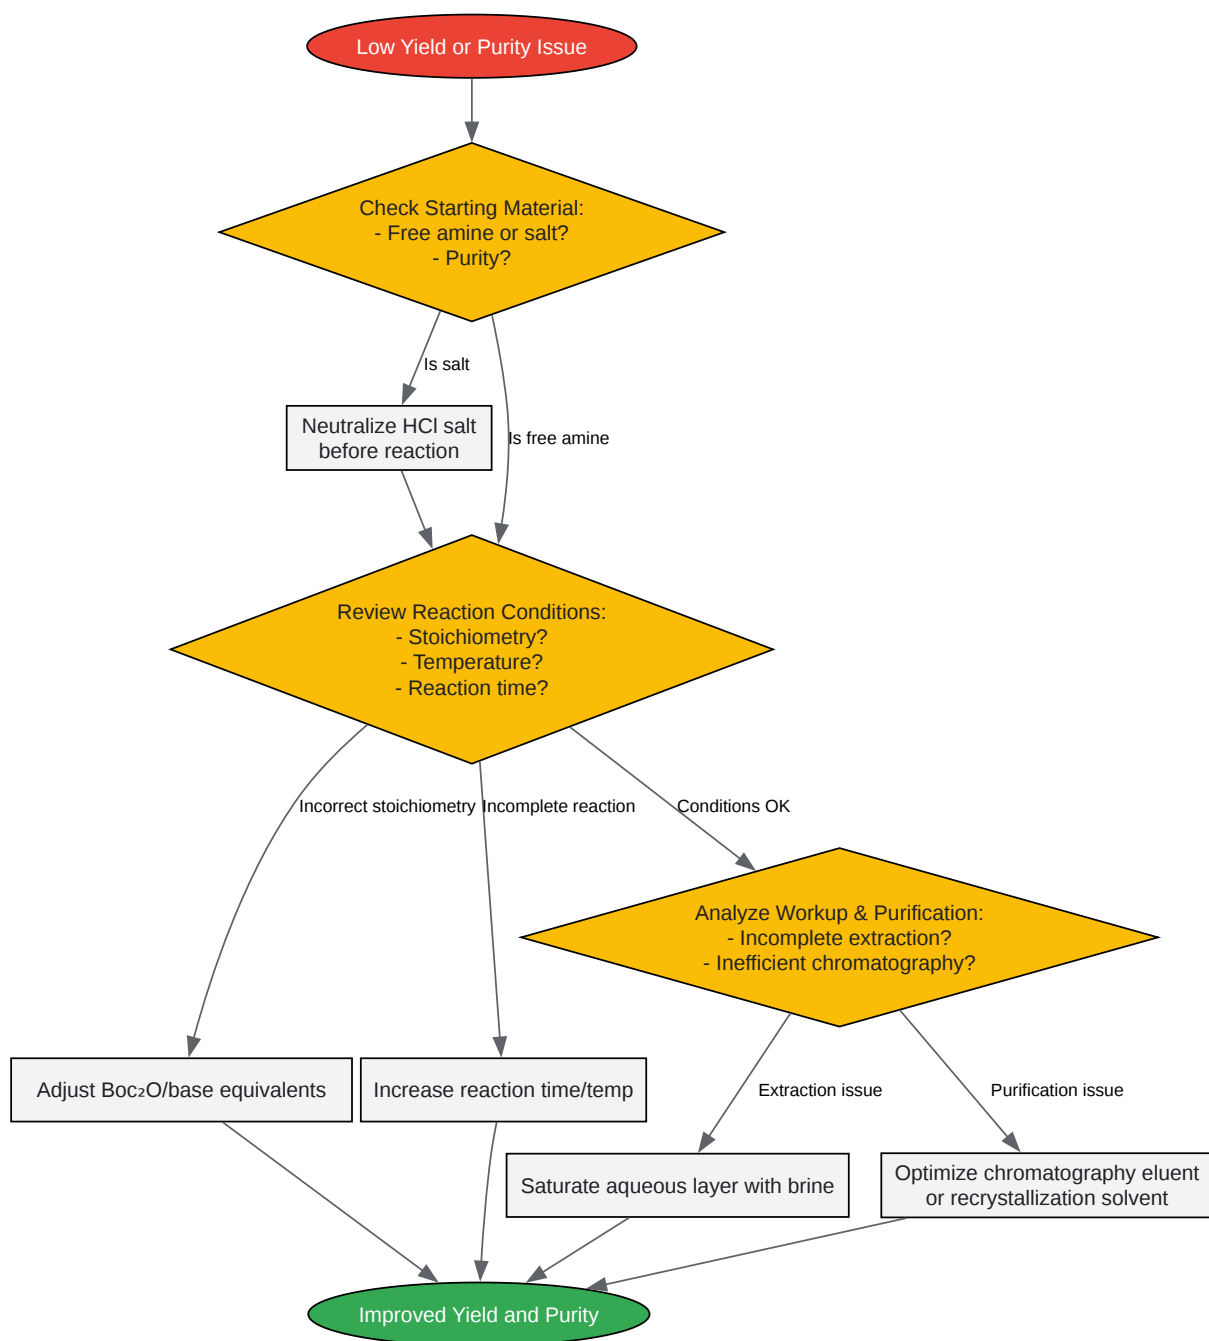 Low Yield or Purity Issue
Check Starting Material:
- Free amine or salt?
- Purity?
Is salt
Neutralize HCl salt
before reaction
Is free amine
Review Reaction Conditions:
- Stoichiometry?
- Temperature?
- Reaction time?
Incorrect stoichiometry
Incomplete reaction
Conditions OK
Analyze Workup & Purification:
- Incomplete extraction?
- Inefficient chromatography?
Adjust Boc₂O/base equivalents
Increase reaction time/temp
Extraction issue
Purification issue
Saturate aqueous layer with brine
Optimize chromatography eluent
or recrystallization solvent
Improved Yield and Purity